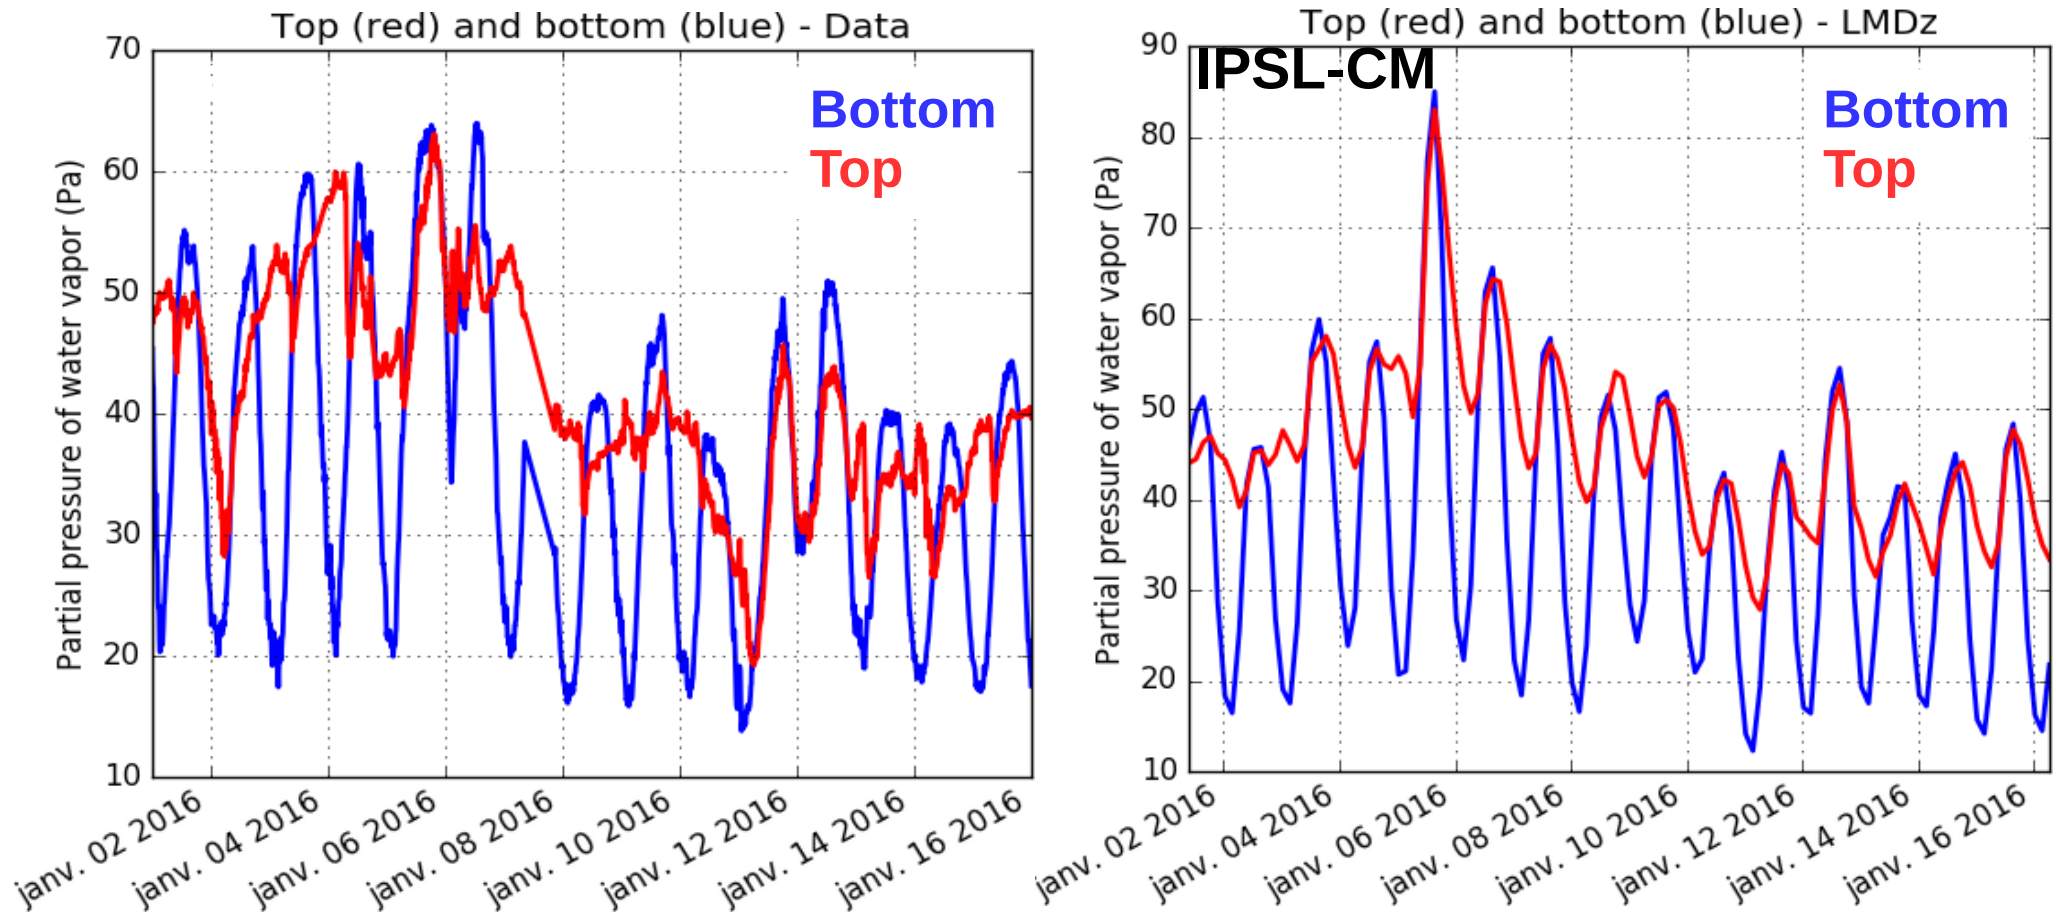 Top (red) and bottom (blue) - Data
Partial pressure of water vapor (Pa)
70
60
50
40
30
20
10
Bottom
Top
janv. 02 2016
janv. 04 2016
janv. 06 2016
janv. 08 2016
janv. 10 2016
janv. 12 2016
janv. 14 2016
janv. 16 2016
Top (red) and bottom (blue) - LMDz
IPSL-CM
Partial pressure of water vapor (Pa)
90
80
70
60
50
40
30
20
10
Bottom
Top
janv. 02 2016
janv. 04 2016
janv. 06 2016
janv. 08 2016
janv. 10 2016
janv. 12 2016
janv. 14 2016
janv. 16 2016